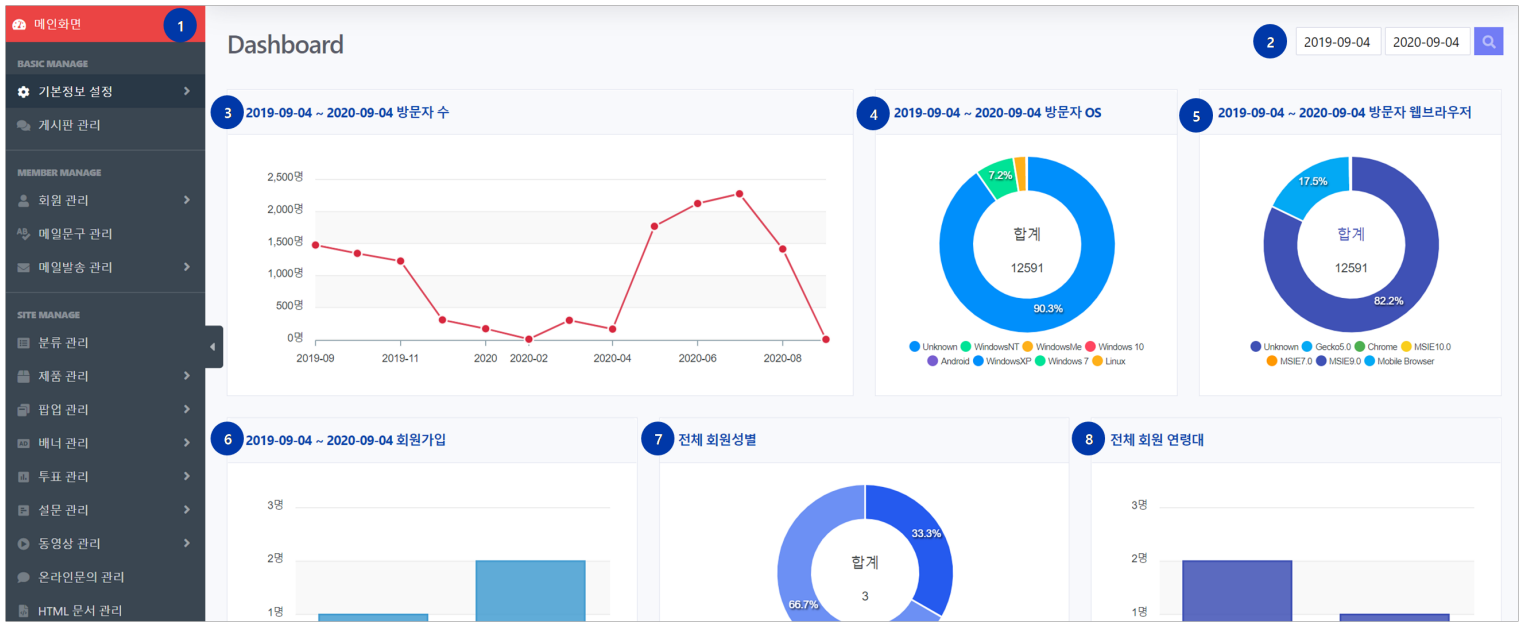 메인화면
1
BASIC MANAGE
기본정보 설정
게시판 관리
MEMBER MANAGE
회원 관리
메일문구 관리
메일발송 관리
SITE MANAGE
분류 관리
제품 관리
팝업 관리
배너 관리
투표 관리
설문 관리
동영상 관리
온라인문의 관리
HTML 문서 관리
Dashboard
2
2019-09-04
2020-09-04
3
2019-09-04 ~ 2020-09-04 방문자 수
2,500명
2,000명
1,500명
1,000명
500명
0명
2019-09 2019-11 2020 2020-02 2020-04 2020-06 2020-08
4
2019-09-04 ~ 2020-09-04 방문자 OS
7.2%
합계
12591
90.3%
Unknown WindowsNT WindowsMe Windows 10
Android WindowsXP Windows 7 Linux
5
2019-09-04 ~ 2020-09-04 방문자 웹브라우저
17.5%
합계
12591
82.2%
Unknown Gecko5.0 Chrome MSIE10.0
MSIE7.0 MSIE9.0 Mobile Browser
6
2019-09-04 ~ 2020-09-04 회원가입
3명
2명
1명
7
전체 회원성별
33.3%
합계
3
66.7%
8
전체 회원 연령대
3명
2명
1명